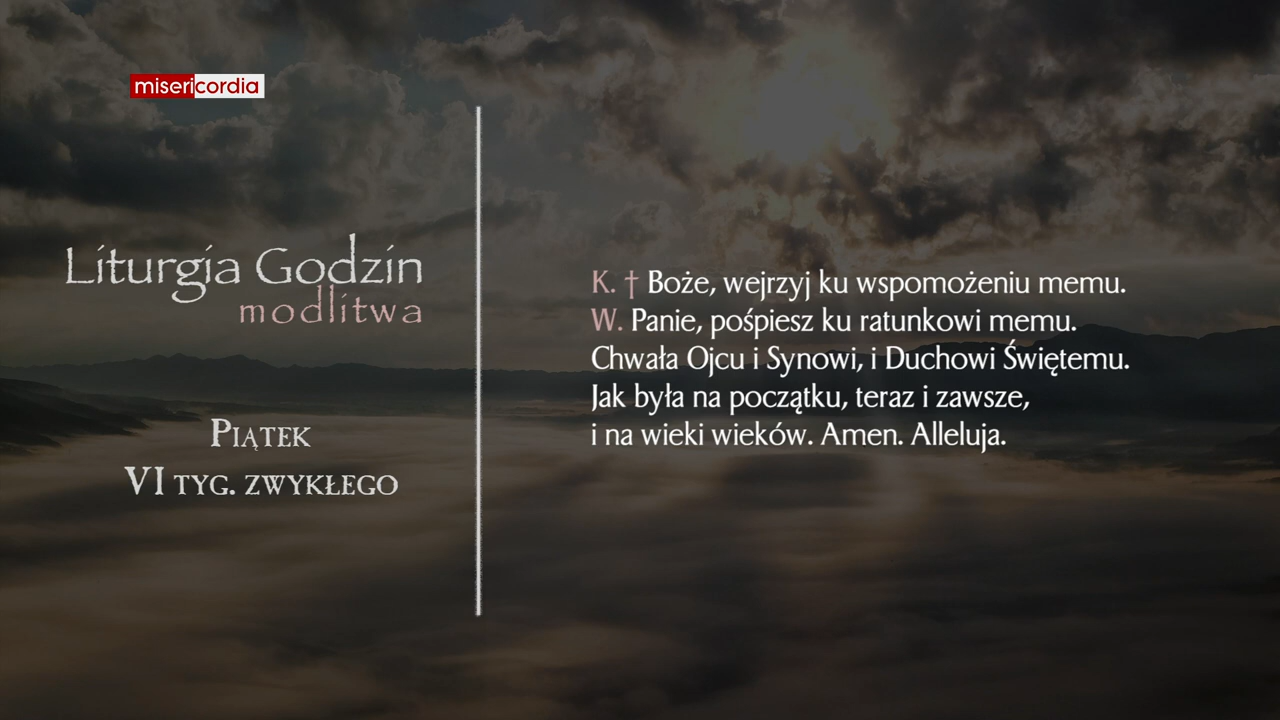 misericordia
Liturgia Godzin
modlitwa
Piątek
VI tyg. zwykłego
K. † Boże, wejrzyj ku wspomożeniu memu.
W. Panie, pośpiesz ku ratunkowi memu.
Chwała Ojcu i Synowi, i Duchowi Świętemu.
Jak była na początku, teraz i zawsze,
i na wieki wieków. Amen. Alleluja.